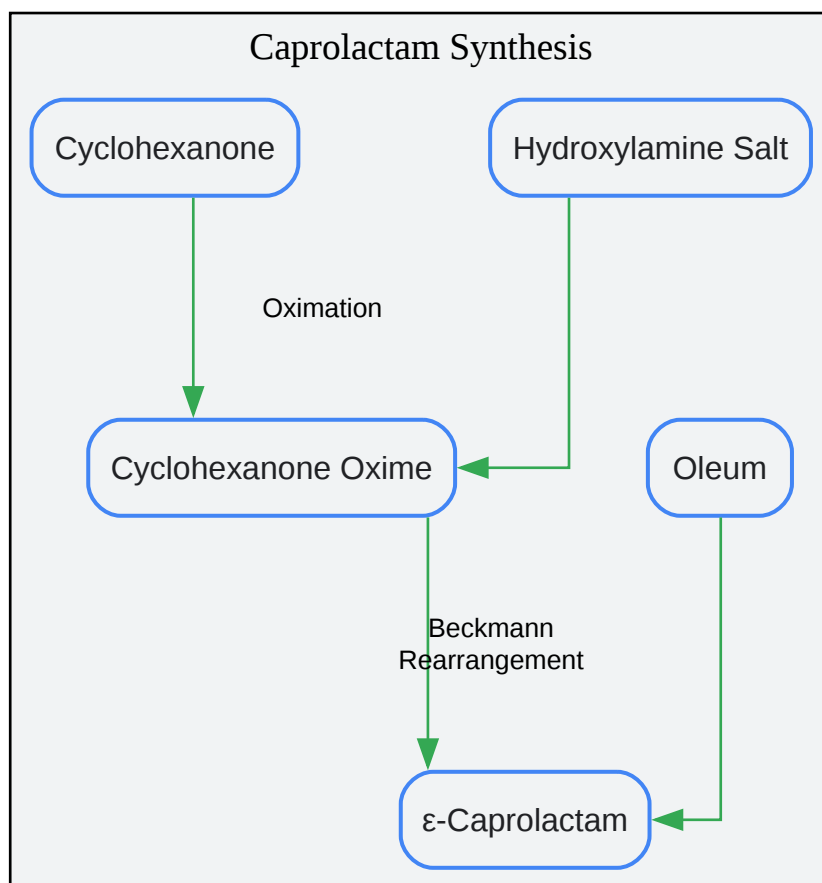 Caprolactam Synthesis
Cyclohexanone
Hydroxylamine Salt
Oximation
Cyclohexanone Oxime
Oleum
Beckmann
Rearrangement
ε-Caprolactam